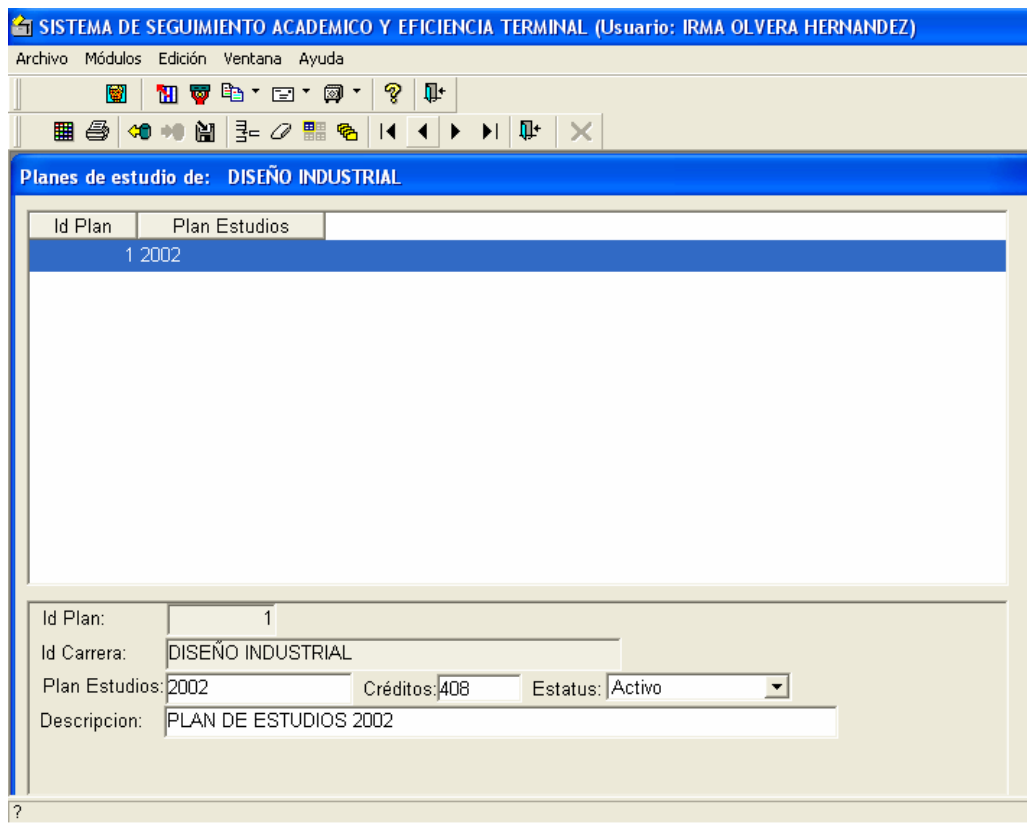 SISTEMA DE SEGUIMIENTO ACADEMICO Y EFICIENCIA TERMINAL (Usuario: IRMA OLVERA HERNANDEZ)
Archivo Módulos Edición Ventana Ayuda
Planes de estudio de: DISEÑO INDUSTRIAL
Id Plan Plan Estudios
1 2002
Id Plan: 1
Id Carrera: DISEÑO INDUSTRIAL
Plan Estudios: 2002 Créditos: 408 Estatus: Activo
Descripcion: PLAN DE ESTUDIOS 2002
?